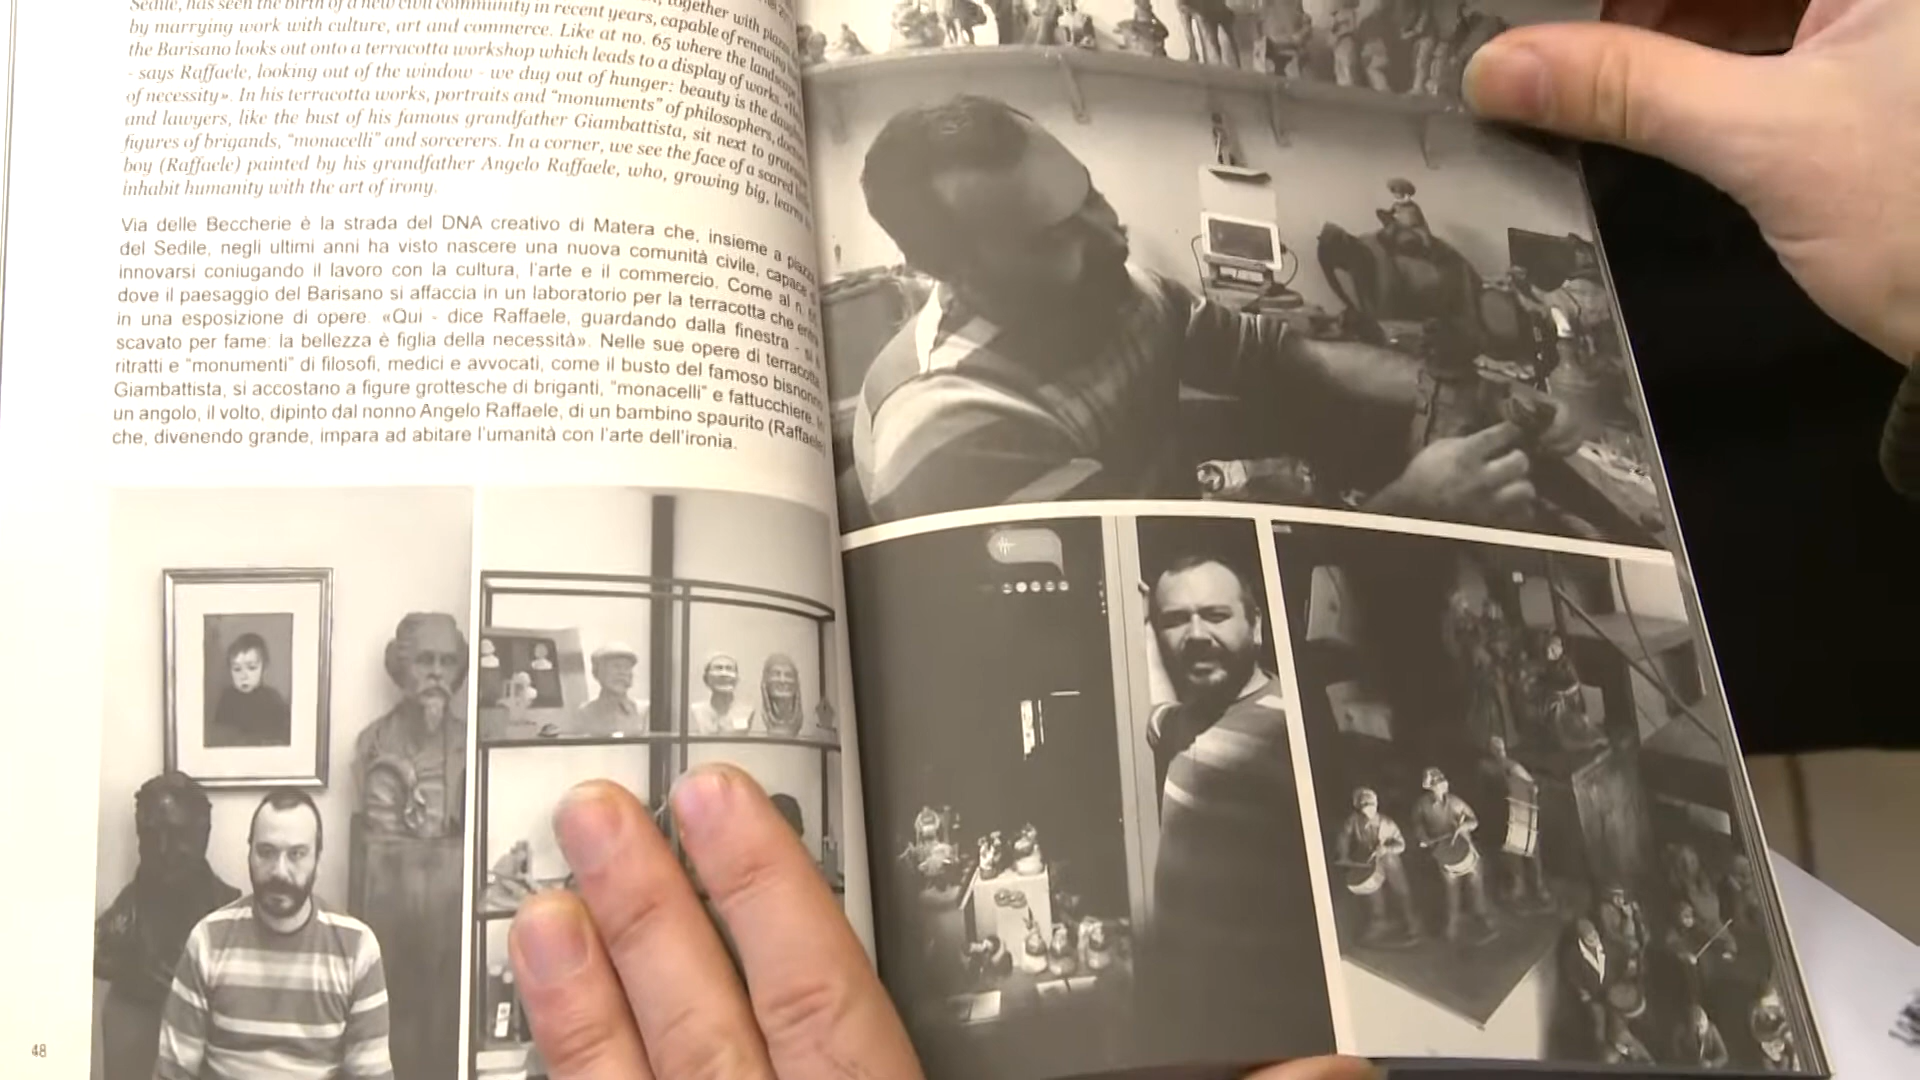 Sedile, has seen the birth of a new civil community in recent years, capable of renewing
by marrying work with culture, art and commerce. Like at no. 65 where the landscape
the Barisano looks out onto a terracotta workshop which leads to a display of works.
- says Raffaele, looking out of the window - we dug out of hunger: beauty is the
of necessity». In his terracotta works, portraits and “monuments” of philosophers,
and lawyers, like the bust of his famous grandfather Giambattista, sit next to
figures of brigands, “monacelli” and sorcerers. In a corner, we see the face of a scared
boy (Raffaele) painted by his grandfather Angelo Raffaele, who, growing big,
inhabit humanity with the art of irony.
Via delle Beccherie è la strada del DNA creativo di Matera che, insieme a piazza
del Sedile, negli ultimi anni ha visto nascere una nuova comunità civile, capace
innovarsi coniugando il lavoro con la cultura, l'arte e il commercio. Come al n.
dove il paesaggio del Barisano si affaccia in un laboratorio per la terracotta che
in una esposizione di opere. «Qui - dice Raffaele, guardando dalla finestra - si
scavato per fame: la bellezza è figlia della necessità». Nelle sue opere di terracotta,
ritratti e “monumenti” di filosofi, medici e avvocati, come il busto del famoso bisnonno
Giambattista, si accostano a figure grottesche di briganti, “monacelli” e fattucchiere.
un angolo, il volto, dipinto dal nonno Angelo Raffaele, di un bambino spaurito (Raffaele)
che, divenendo grande, impara ad abitare l'umanità con l'arte dell'ironia.
48